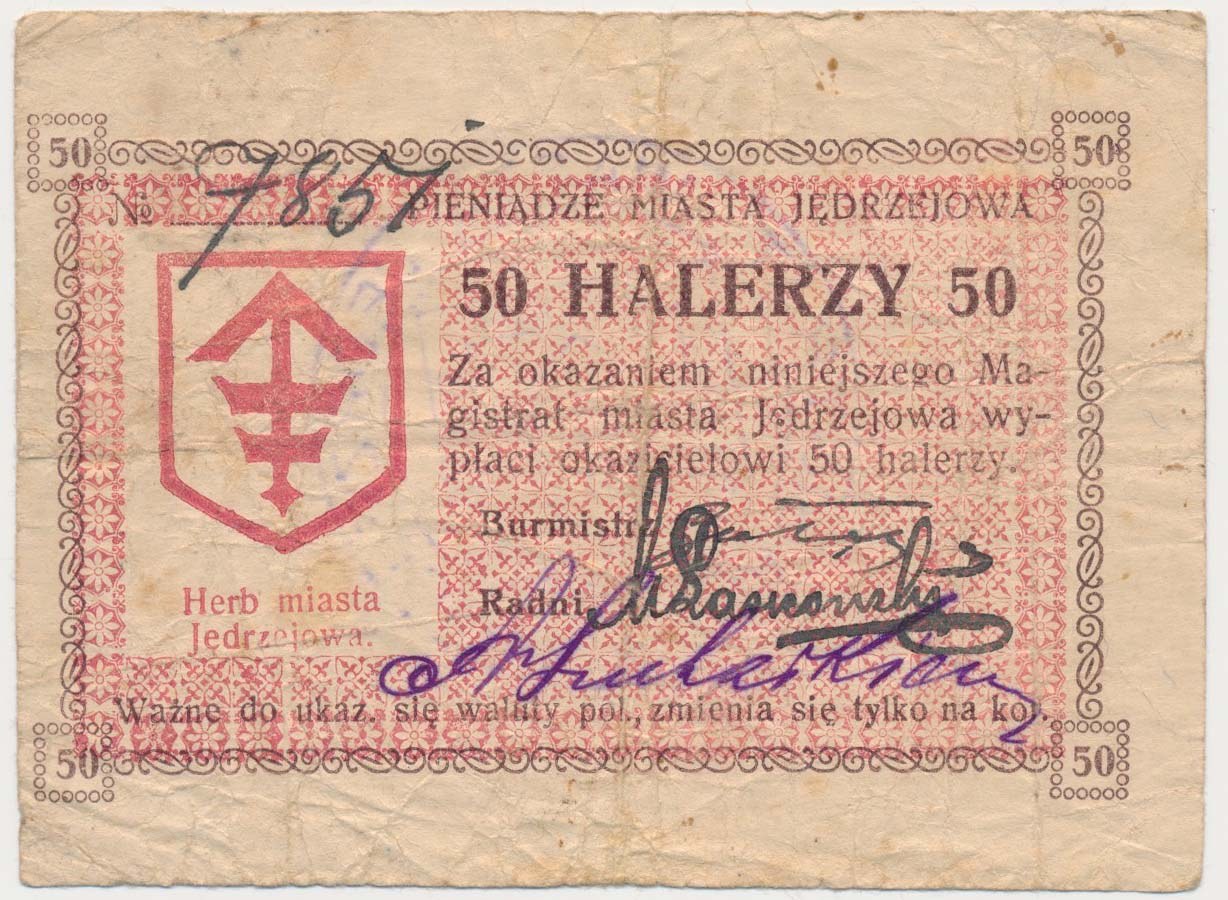 50 50
№ 7851 PIENIĄDZE MIASTA JĘDRZEJOWA
50 HALERZY 50
Za okazaniem niniejszego Ma-
gistrat miasta Jędrzejowa wy-
płaci okazicielowi 50 halerzy.
Burmistrz
Radni
Herb miasta
Jędrzejowa.
Ważne do ukaz. się waluty pol., zmienia się tylko na kor.
50 50